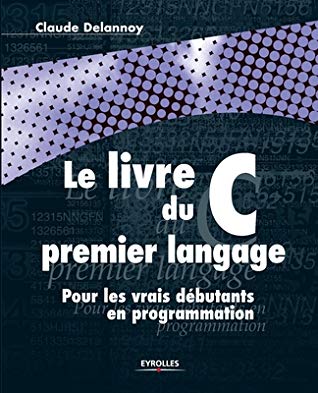 Claude Delannoy
Le livre
du C
premier langage
Pour les vrais débutants
en programmation
EYROLLES